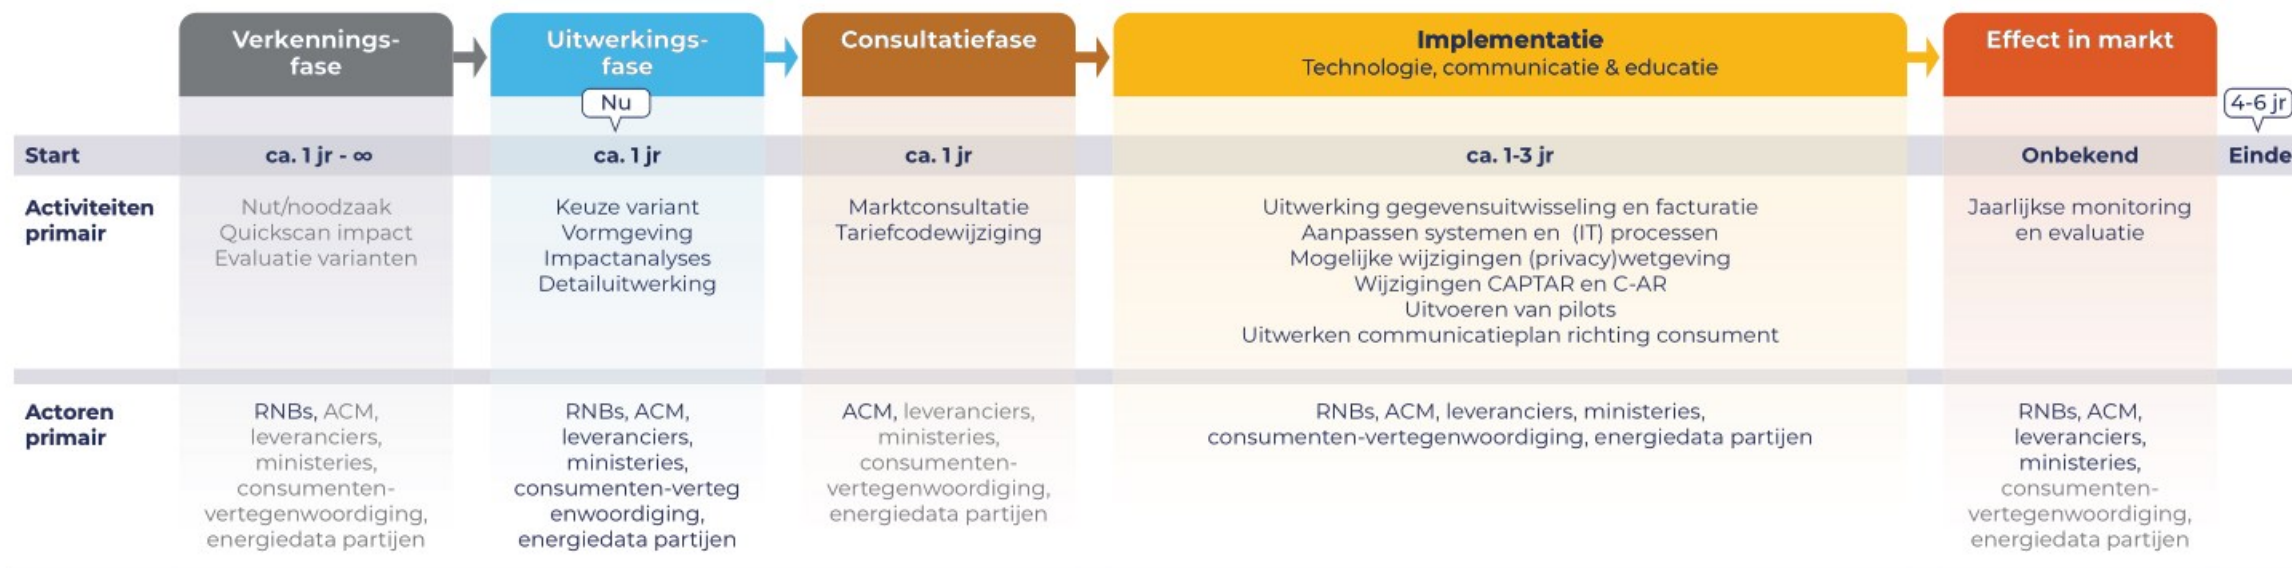 Verkennings-
fase
Uitwerkings-
fase
Consultatiefase
Implementatie
Technologie, communicatie & educatie
Effect in markt
Nu
4-6 jr
Start
ca. 1 jr - ∞
ca. 1 jr
ca. 1 jr
ca. 1-3 jr
Onbekend
Einde
Activiteiten
primair
Nut/noodzaak
Quickscan impact
Evaluatie varianten
Keuze variant
Vormgeving
Impactanalyses
Detailuitwerking
Marktconsultatie
Tariefcodewijziging
Uitwerking gegevensuitwisseling en facturatie
Aanpassen systemen en (IT) processen
Mogelijke wijzigingen (privacy)wetgeving
Wijzigingen CAPTAR en C-AR
Uitvoeren van pilots
Uitwerken communicatieplan richting consument
Jaarlijkse monitoring
en evaluatie
Actoren
primair
RNBs, ACM,
leveranciers,
ministeries,
consumenten-
vertegenwoordiging,
energiedata partijen
RNBs, ACM,
leveranciers,
ministeries,
consumenten-verteg
enwoordiging,
energiedata partijen
ACM, leveranciers,
ministeries,
consumenten-
vertegenwoordiging,
energiedata partijen
RNBs, ACM, leveranciers, ministeries,
consumenten-vertegenwoordiging, energiedata partijen
RNBs, ACM,
leveranciers,
ministeries,
consumenten-
vertegenwoordiging,
energiedata partijen